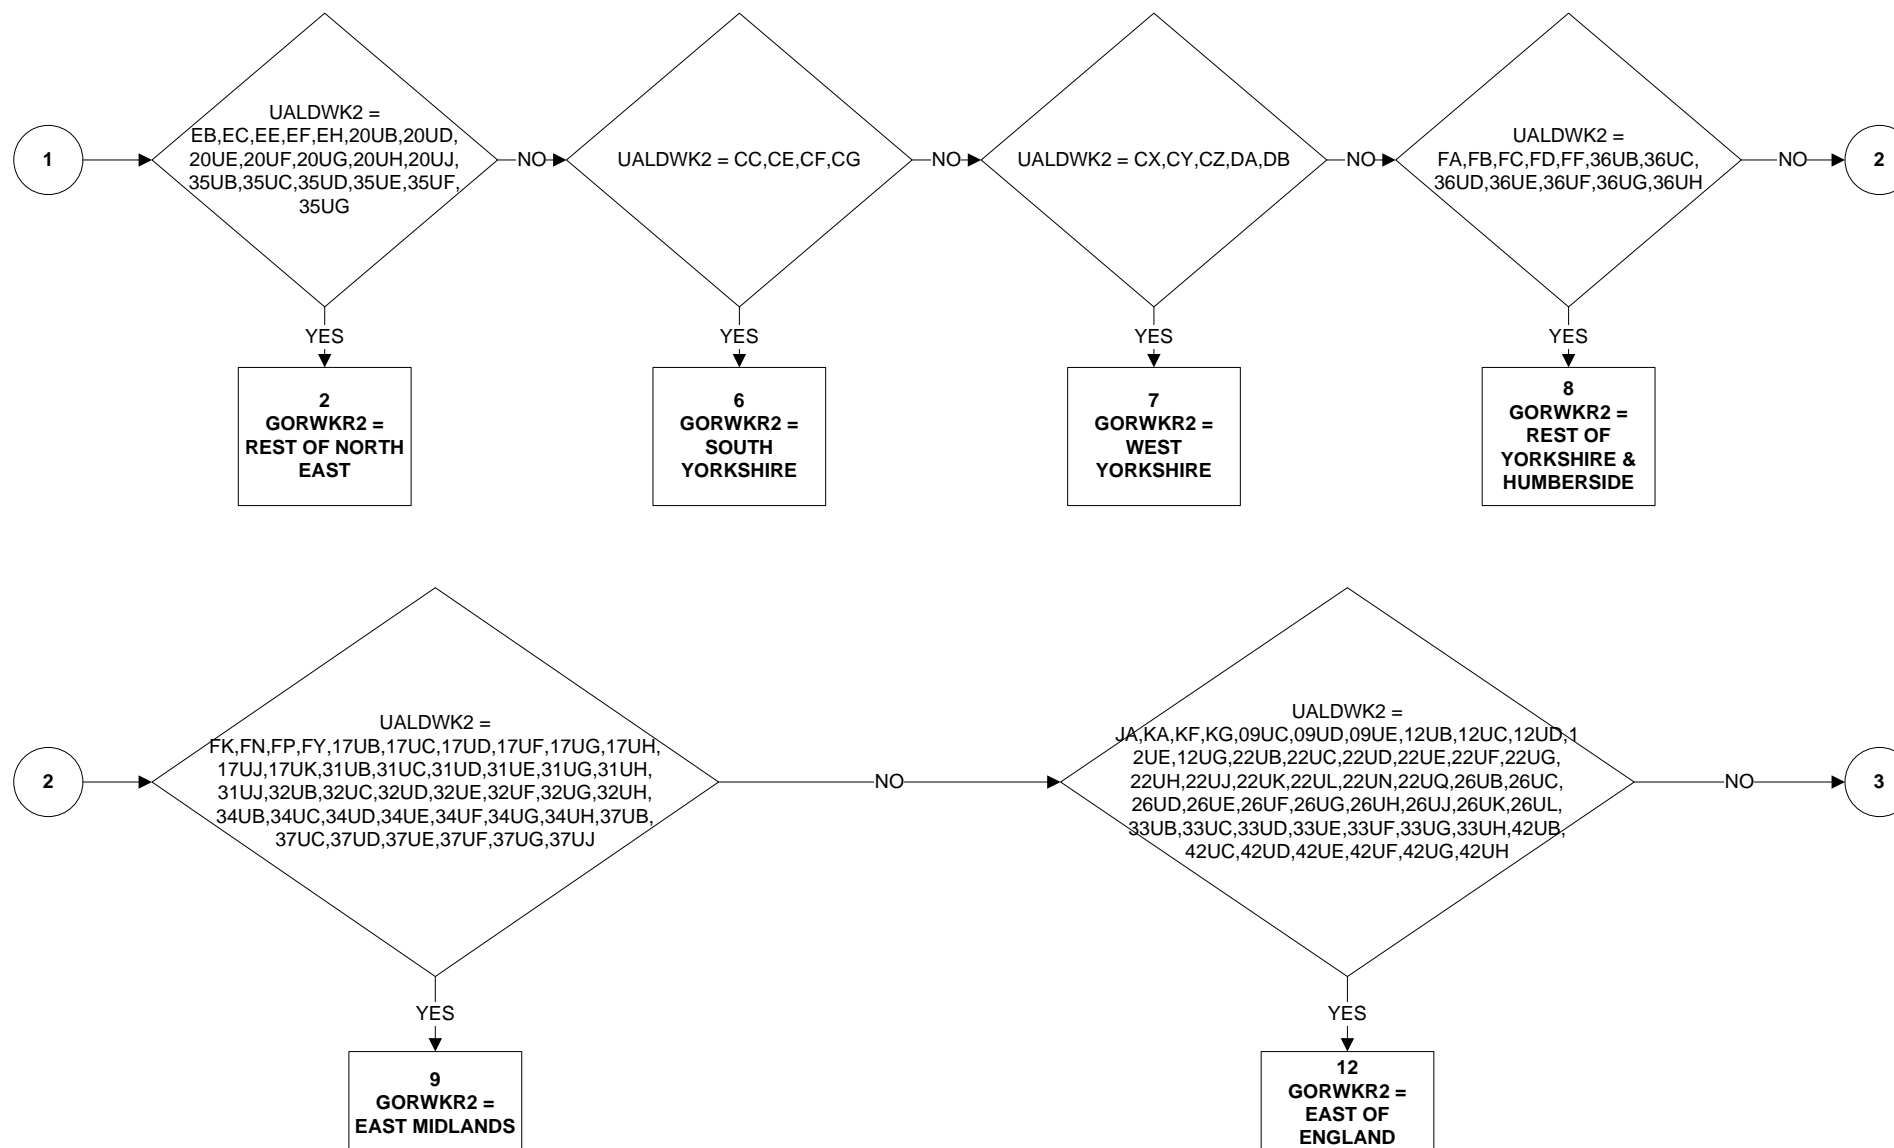 1
UALDWK2 =
EB,EC,EE,EF,EH,20UB,20UD,
20UE,20UF,20UG,20UH,20UJ,
35UB,35UC,35UD,35UE,35UF,
35UG
NO
UALDWK2 = CC,CE,CF,CG
NO
UALDWK2 = CX,CY,CZ,DA,DB
NO
UALDWK2 =
FA,FB,FC,FD,FF,36UB,36UC,
36UD,36UE,36UF,36UG,36UH
NO
2
YES
YES
YES
YES
2
GORWKR2 =
REST OF NORTH
EAST
6
GORWKR2 =
SOUTH
YORKSHIRE
7
GORWKR2 =
WEST
YORKSHIRE
8
GORWKR2 =
REST OF
YORKSHIRE &
HUMBERSIDE
2
UALDWK2 =
FK,FN,FP,FY,17UB,17UC,17UD,17UF,17UG,17UH,
17UJ,17UK,31UB,31UC,31UD,31UE,31UG,31UH,
31UJ,32UB,32UC,32UD,32UE,32UF,32UG,32UH,
34UB,34UC,34UD,34UE,34UF,34UG,34UH,37UB,
37UC,37UD,37UE,37UF,37UG,37UJ
NO
UALDWK2 =
JA,KA,KF,KG,09UC,09UD,09UE,12UB,12UC,12UD,1
2UE,12UG,22UB,22UC,22UD,22UE,22UF,22UG,
22UH,22UJ,22UK,22UL,22UN,22UQ,26UB,26UC,
26UD,26UE,26UF,26UG,26UH,26UJ,26UK,26UL,
33UB,33UC,33UD,33UE,33UF,33UG,33UH,42UB,
42UC,42UD,42UE,42UF,42UG,42UH
NO
3
YES
YES
9
GORWKR2 =
EAST MIDLANDS
12
GORWKR2 =
EAST OF
ENGLAND